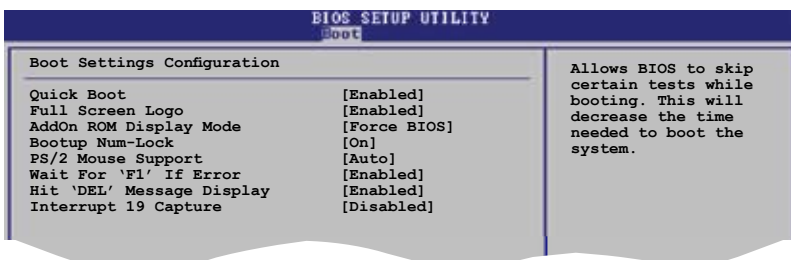 BIOS SETUP UTILITY
Boot
Boot Settings Configuration
Quick Boot [Enabled]
Full Screen Logo [Enabled]
AddOn ROM Display Mode [Force BIOS]
Bootup Num-Lock [On]
PS/2 Mouse Support [Auto]
Wait For ‘F1’ If Error [Enabled]
Hit ‘DEL’ Message Display [Enabled]
Interrupt 19 Capture [Disabled]
Allows BIOS to skip
certain tests while
booting. This will
decrease the time
needed to boot the
system.